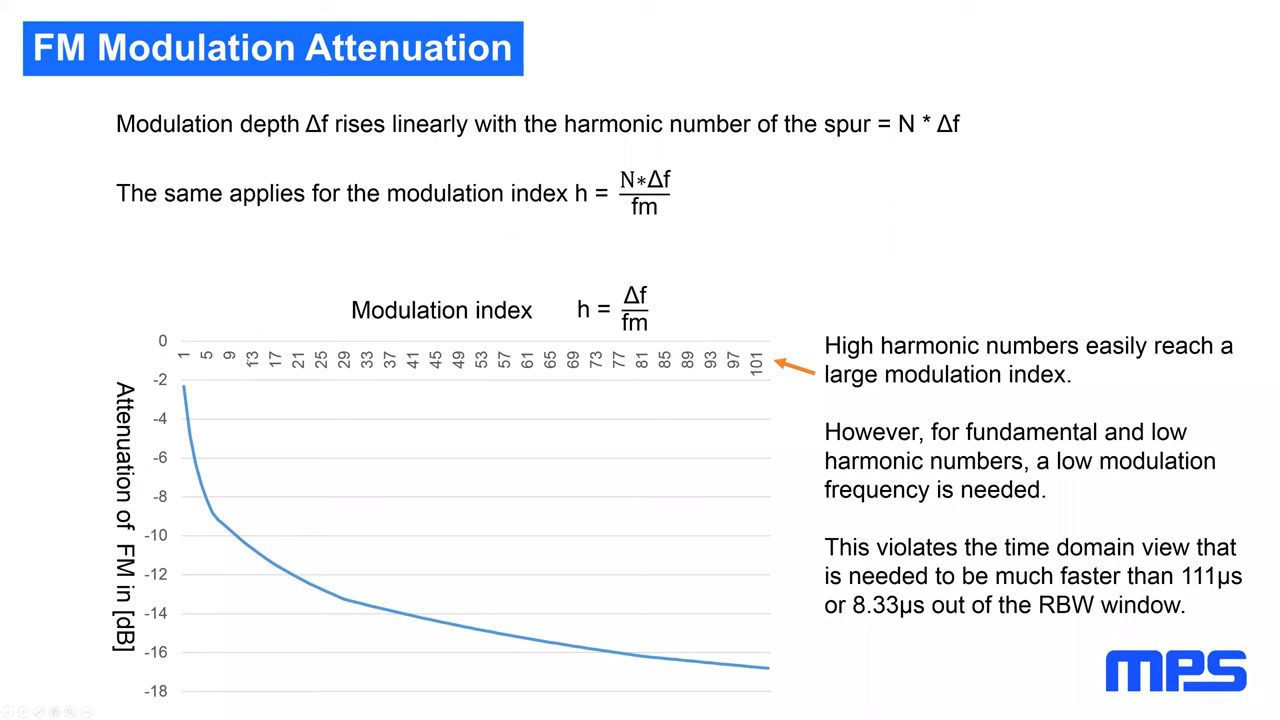 FM Modulation Attenuation
Modulation depth Δf rises linearly with the harmonic number of the spur = N * Δf
The same applies for the modulation index h = N∗Δf / fm
Modulation index h = Δf / fm
0
1 5 9 13 17 21 25 29 33 37 41 45 49 53 57 61 65 69 73 77 81 85 89 93 97 101
-2
-4
-6
-8
-10
-12
-14
-16
-18
Attenuation of FM in [dB]
High harmonic numbers easily reach a
large modulation index.
However, for fundamental and low
harmonic numbers, a low modulation
frequency is needed.
This violates the time domain view that
is needed to be much faster than 111µs
or 8.33µs out of the RBW window.
mps